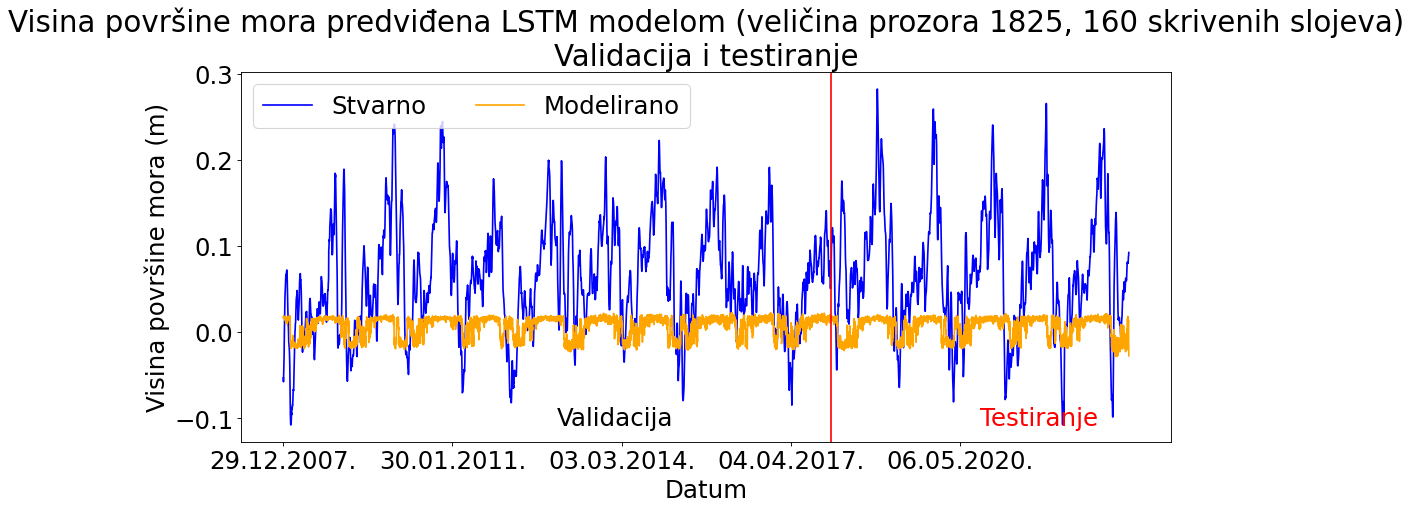 Visina površine mora predviđena LSTM modelom (veličina prozora 1825, 160 skrivenih slojeva)
Validacija i testiranje
Stvarno Modelirano
Visina površine mora (m)
0.3
0.2
0.1
0.0
−0.1
Validacija
Testiranje
29.12.2007. 30.01.2011. 03.03.2014. 04.04.2017. 06.05.2020.
Datum